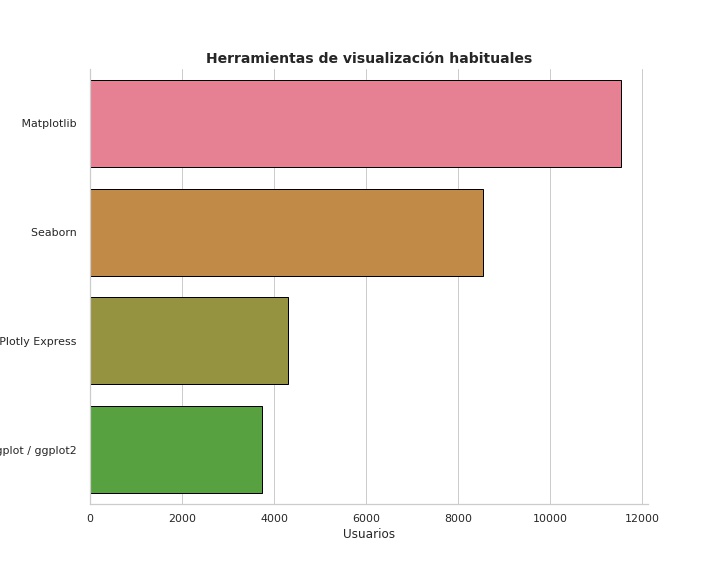 Herramientas de visualización habituales
Matplotlib
Seaborn
Plotly Express
gplot / ggplot2
0 2000 4000 6000 8000 10000 12000
Usuarios